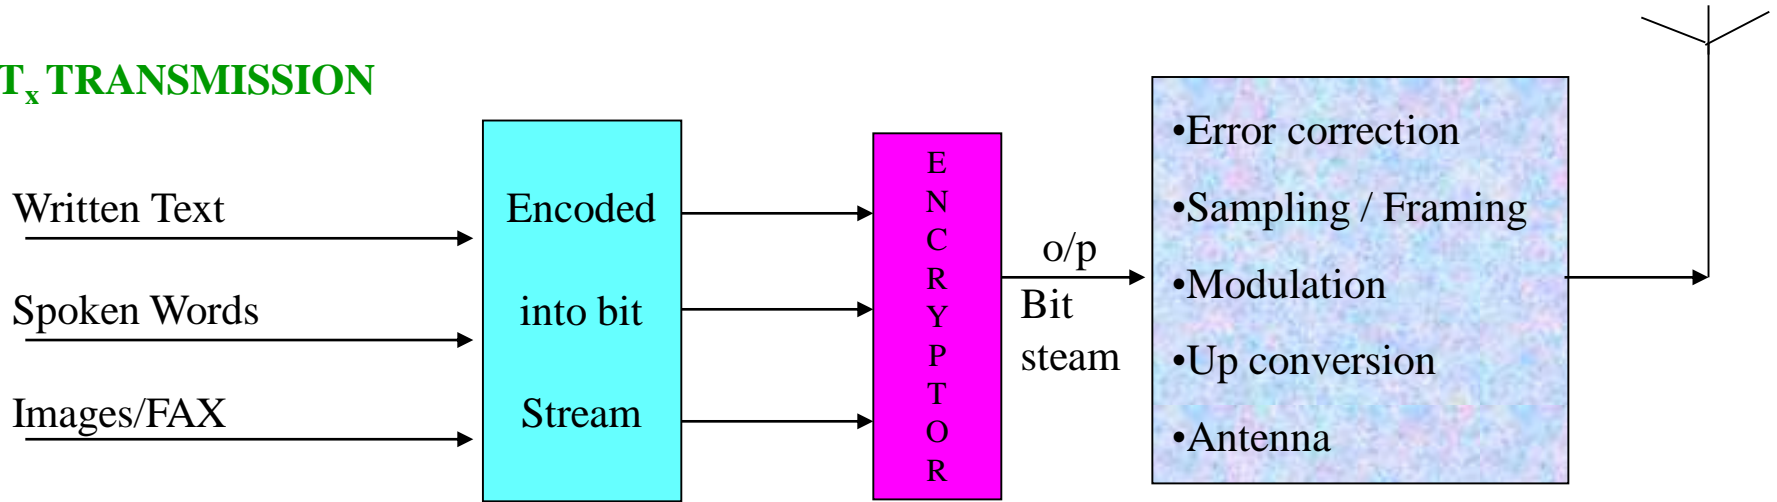 Tx TRANSMISSION
Written Text
Spoken Words
Images/FAX
Encoded
into bit
Stream
E
N
C
R
Y
P
T
O
R
o/p
Bit
steam
•Error correction
•Sampling / Framing
•Modulation
•Up conversion
•Antenna